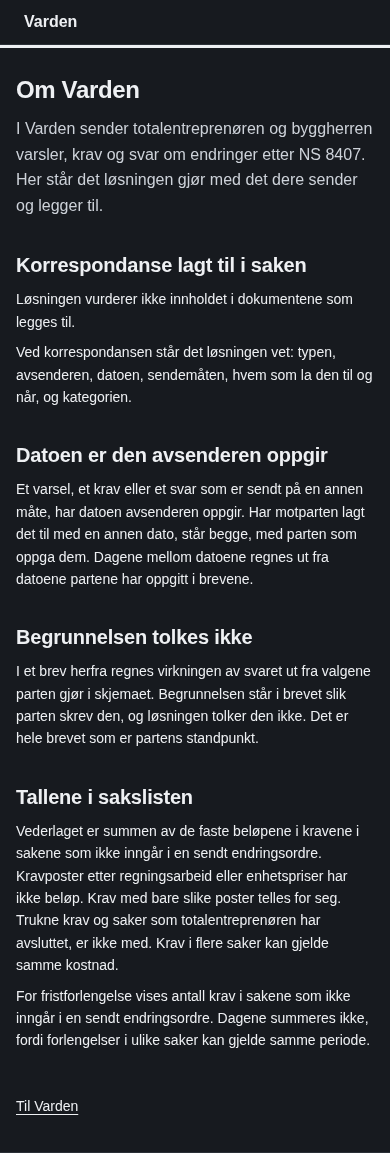 Varden
Om Varden
I Varden sender totalentreprenøren og byggherren
varsler, krav og svar om endringer etter NS 8407.
Her står det løsningen gjør med det dere sender
og legger til.
Korrespondanse lagt til i saken
Løsningen vurderer ikke innholdet i dokumentene som
legges til.
Ved korrespondansen står det løsningen vet: typen,
avsenderen, datoen, sendemåten, hvem som la den til og
når, og kategorien.
Datoen er den avsenderen oppgir
Et varsel, et krav eller et svar som er sendt på en annen
måte, har datoen avsenderen oppgir. Har motparten lagt
det til med en annen dato, står begge, med parten som
oppga dem. Dagene mellom datoene regnes ut fra
datoene partene har oppgitt i brevene.
Begrunnelsen tolkes ikke
I et brev herfra regnes virkningen av svaret ut fra valgene
parten gjør i skjemaet. Begrunnelsen står i brevet slik
parten skrev den, og løsningen tolker den ikke. Det er
hele brevet som er partens standpunkt.
Tallene i sakslisten
Vederlaget er summen av de faste beløpene i kravene i
sakene som ikke inngår i en sendt endringsordre.
Kravposter etter regningsarbeid eller enhetspriser har
ikke beløp. Krav med bare slike poster telles for seg.
Trukne krav og saker som totalentreprenøren har
avsluttet, er ikke med. Krav i flere saker kan gjelde
samme kostnad.
For fristforlengelse vises antall krav i sakene som ikke
inngår i en sendt endringsordre. Dagene summeres ikke,
fordi forlengelser i ulike saker kan gjelde samme periode.
Til Varden